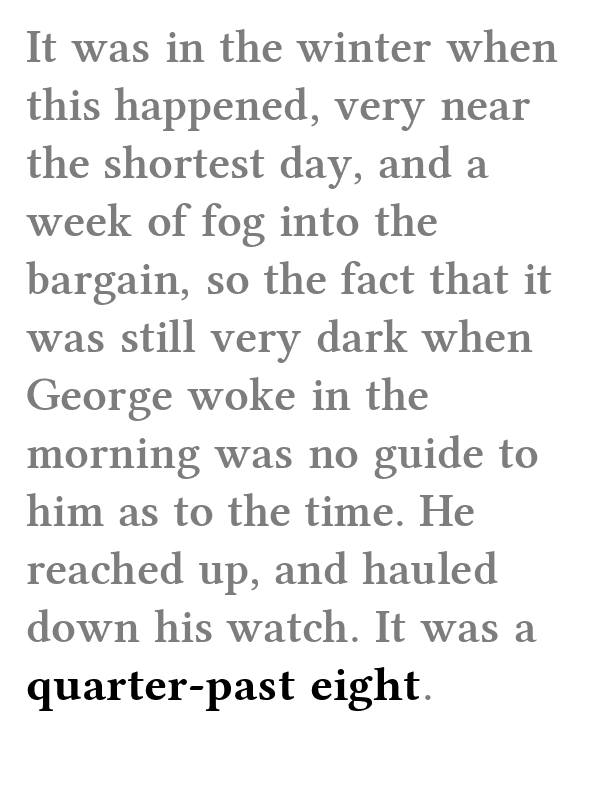 It was in the winter when
this happened, very near
the shortest day, and a
week of fog into the
bargain, so the fact that it
was still very dark when
George woke in the
morning was no guide to
him as to the time. He
reached up, and hauled
down his watch. It was a
quarter-past eight.